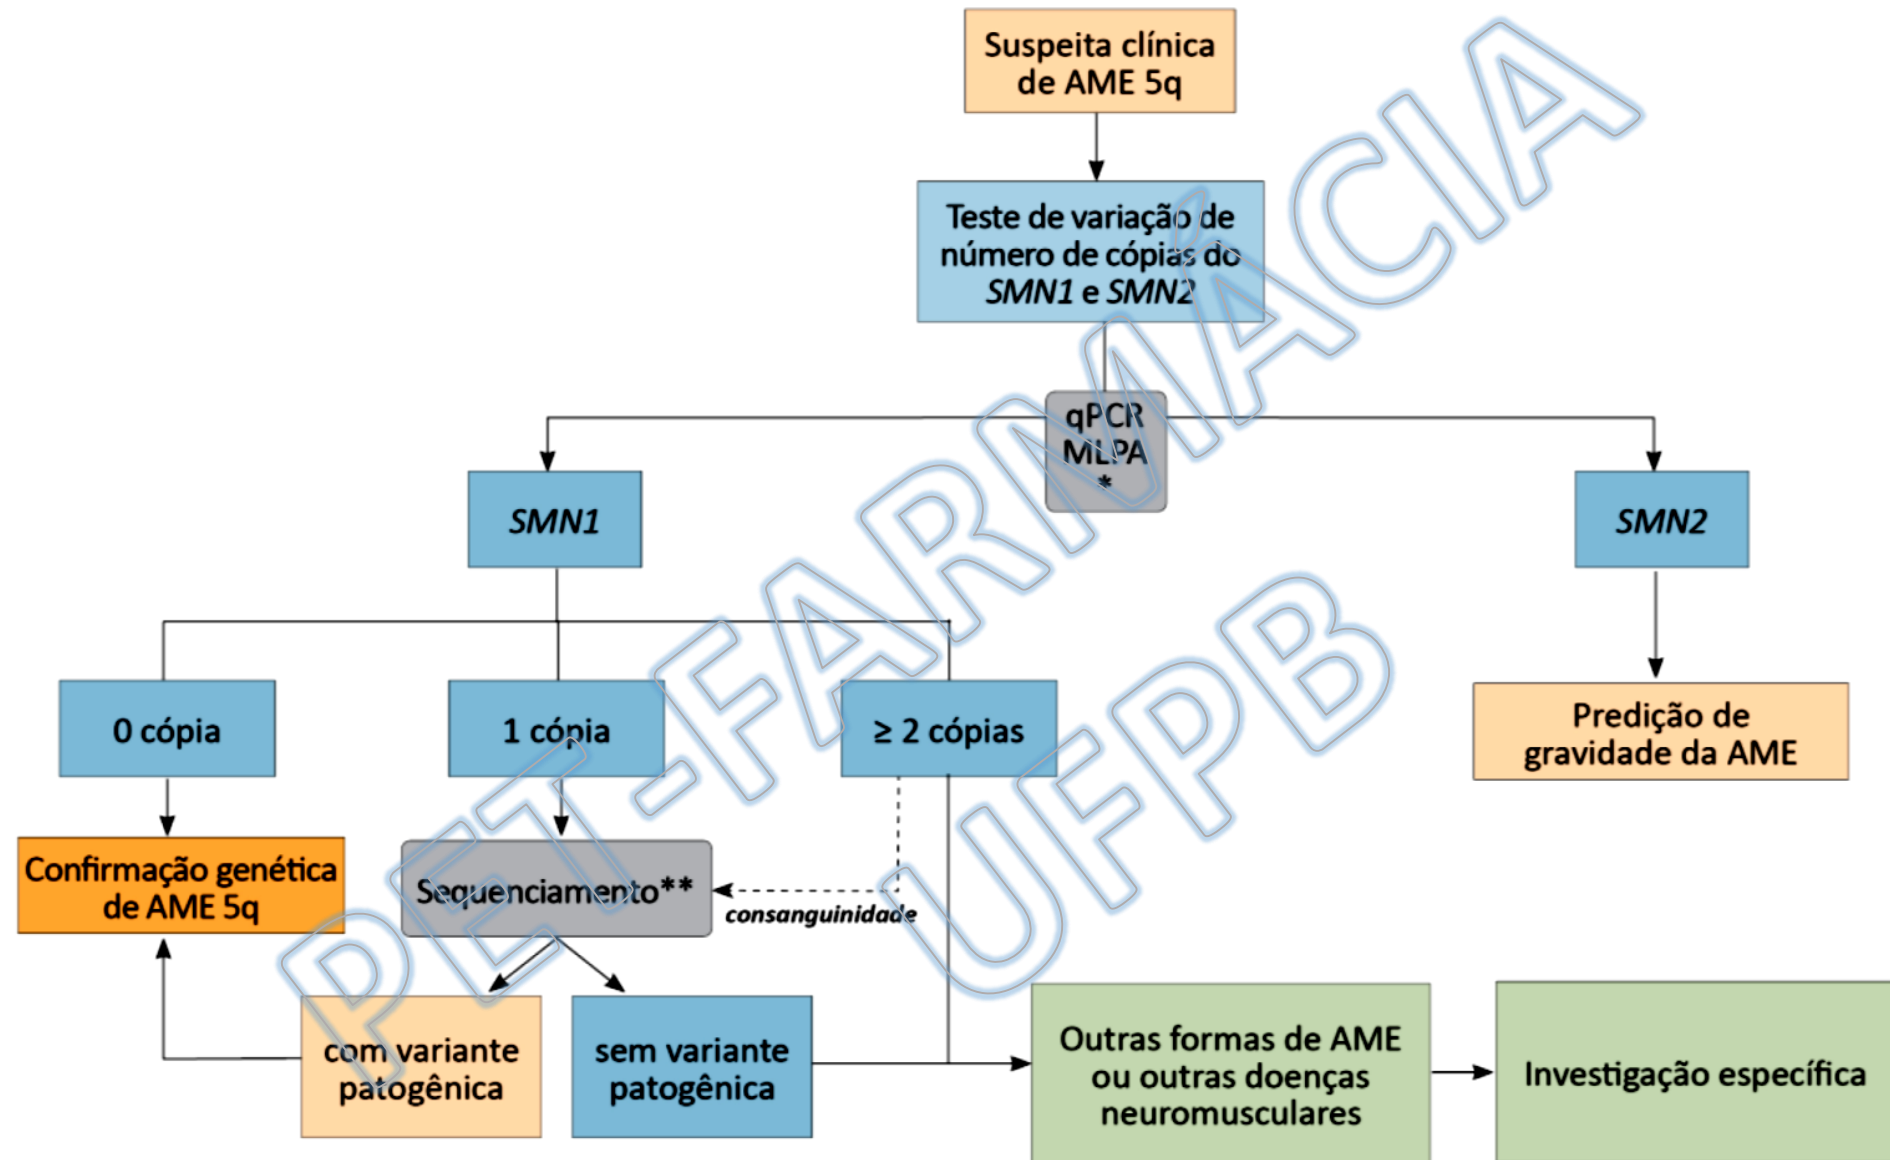 Suspeita clínica
de AME 5q
Teste de variação de
número de cópias do
SMN1 e SMN2
qPCR
MLPA
*
SMN1
SMN2
0 cópia
1 cópia
≥ 2 cópias
Predição de
gravidade da AME
Confirmação genética
de AME 5q
Sequenciamento**
consanguinidade
com variante
patogênica
sem variante
patogênica
Outras formas de AME
ou outras doenças
neuromusculares
Investigação específica
PET-FARMÁCIA
UFPB